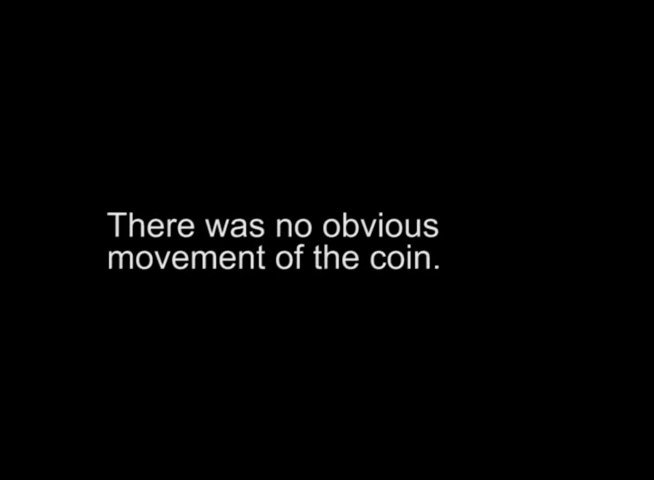 There was no obvious
movement of the coin.